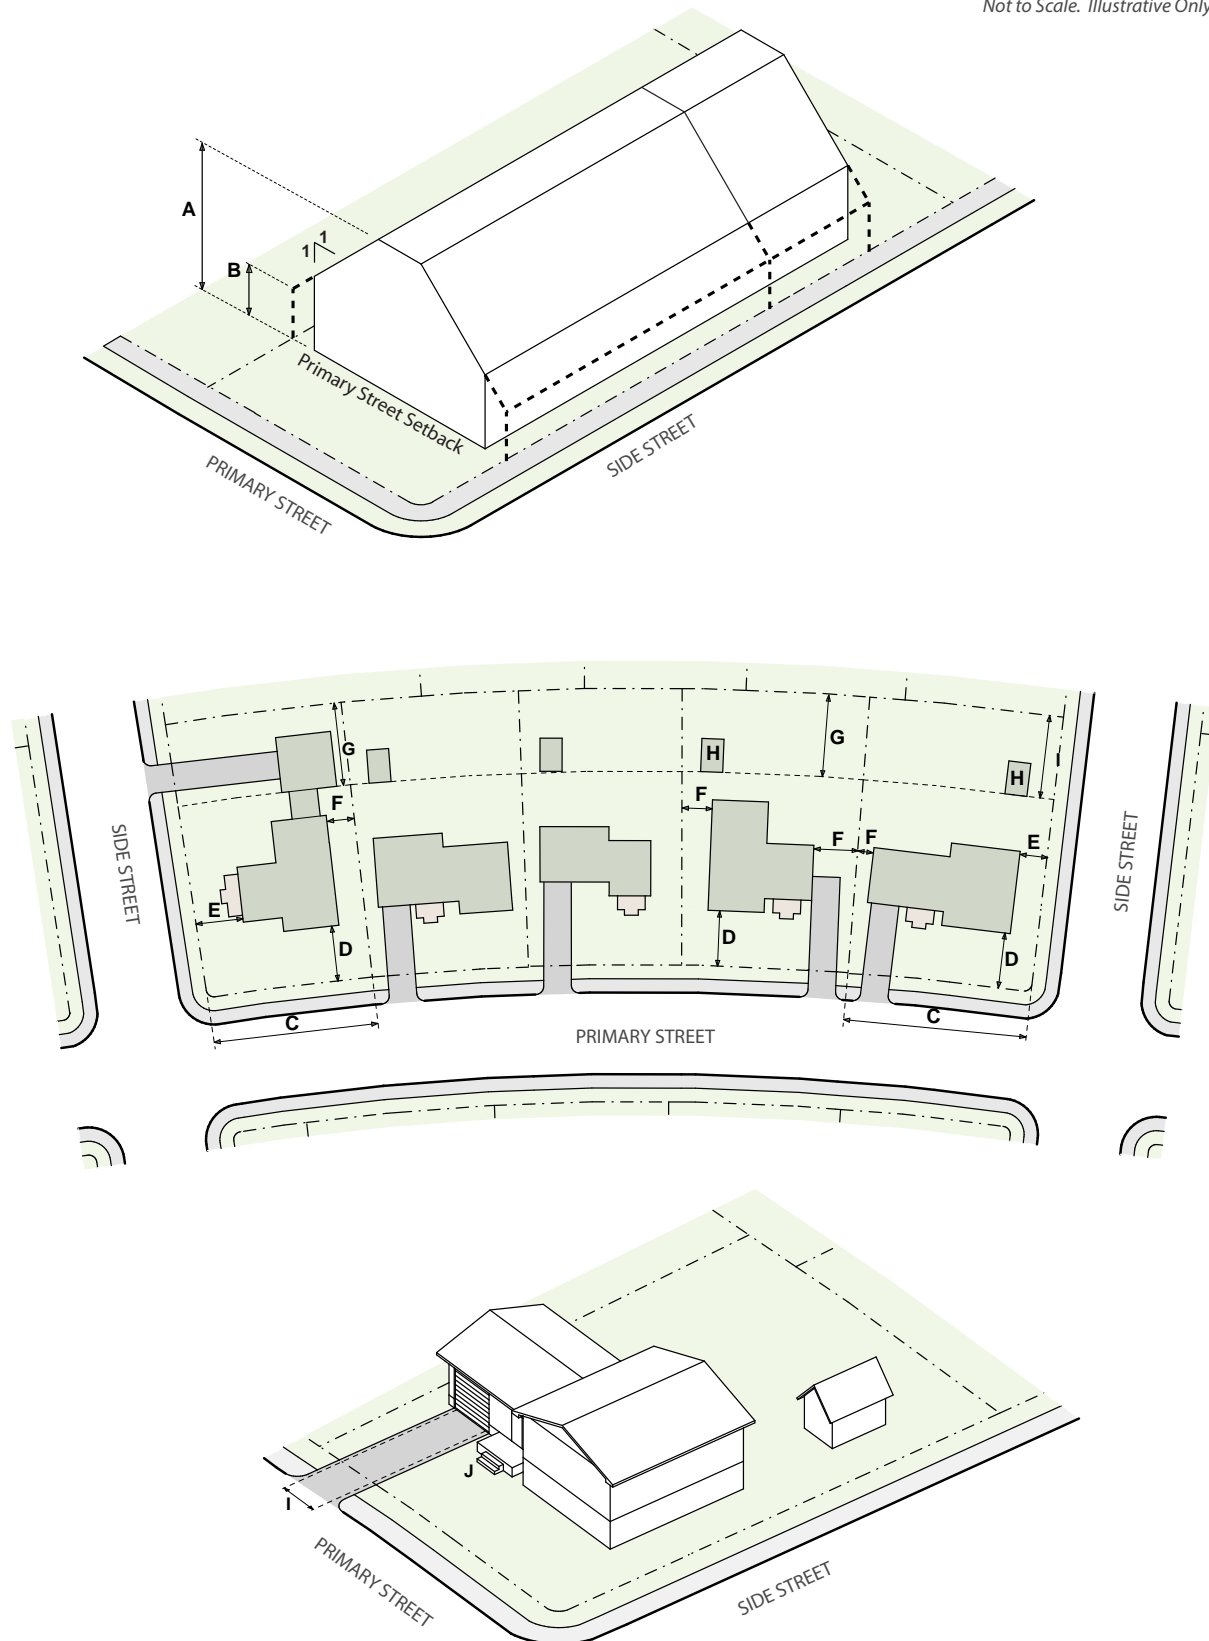 Not to Scale. Illustrative Only
A
1
1
B
Primary Street Setback
PRIMARY STREET
SIDE STREET
G
G
I
H
H
F
F
F
F
E
E
D
D
D
SIDE STREET
SIDE STREET
C
C
PRIMARY STREET
J
I
PRIMARY STREET
SIDE STREET